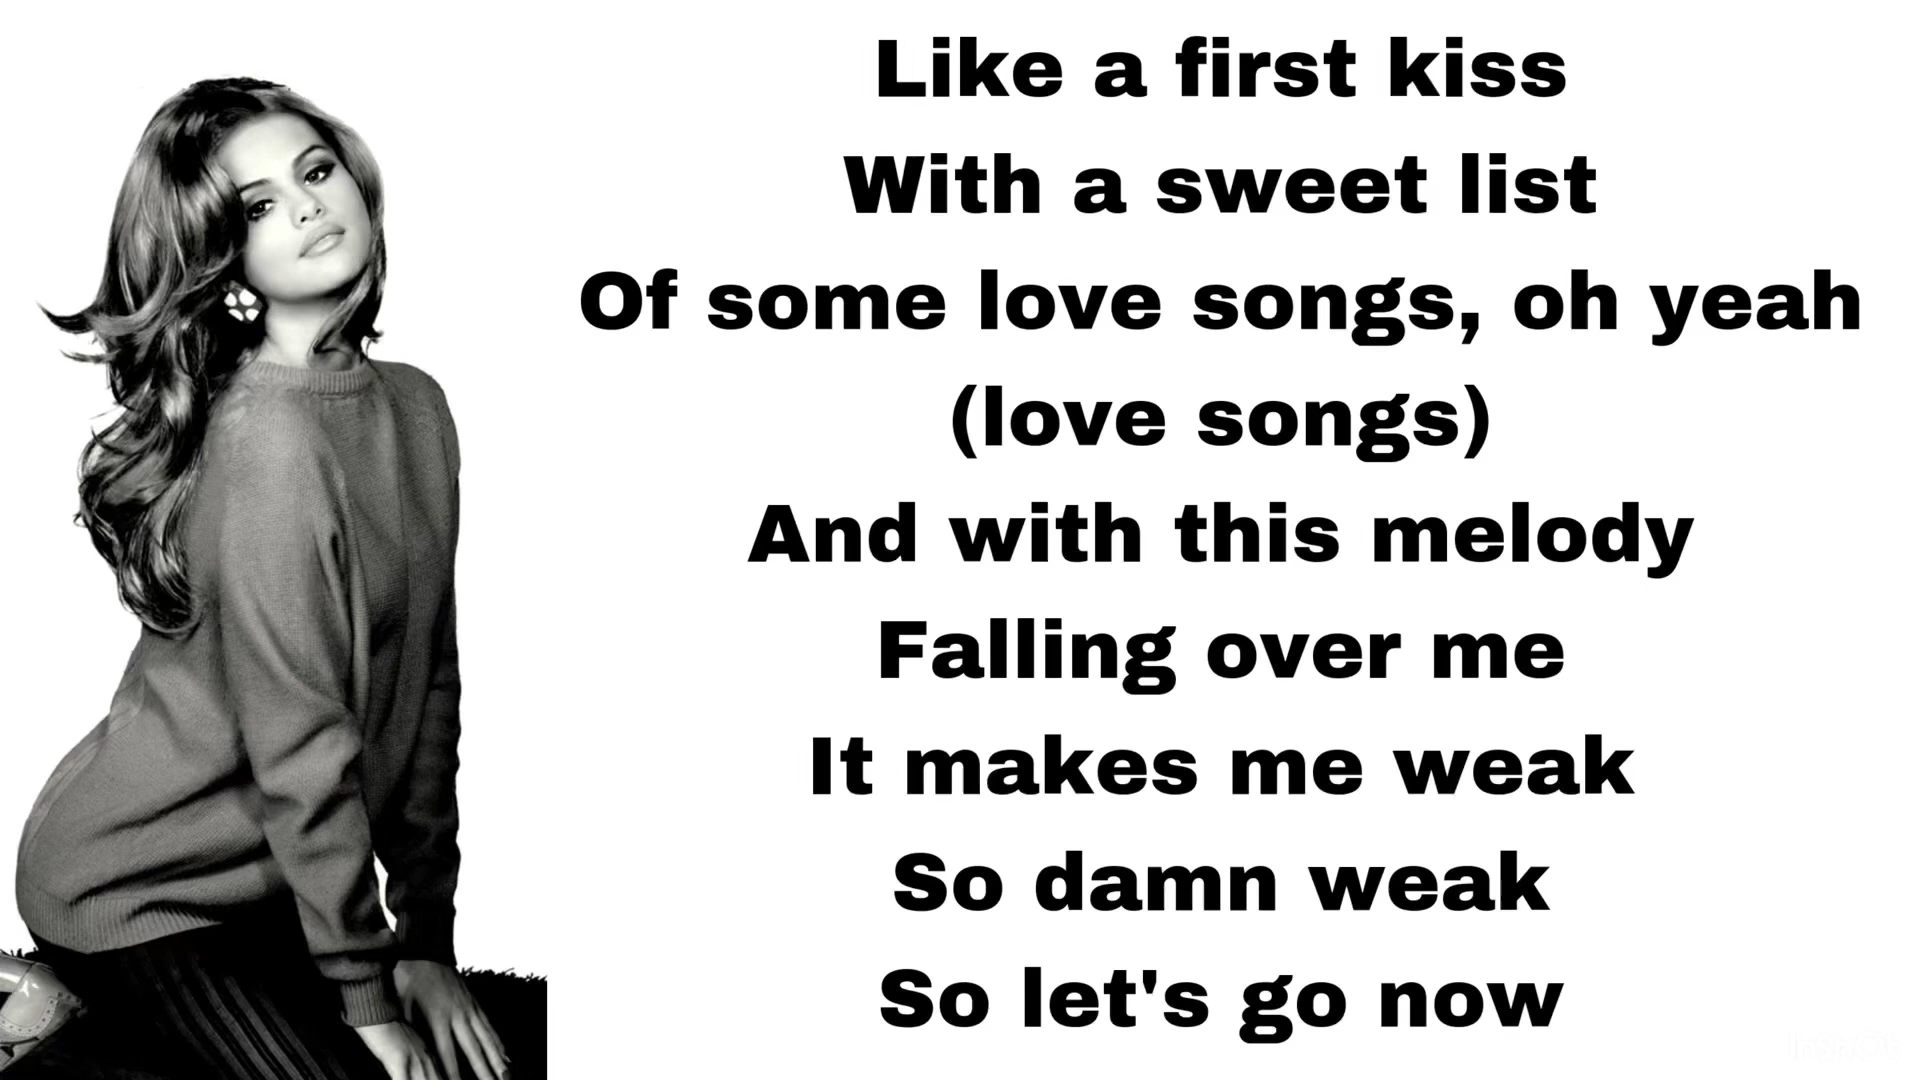 Like a first kiss
With a sweet list
Of some love songs, oh yeah
(love songs)
And with this melody
Falling over me
It makes me weak
So damn weak
So let's go now